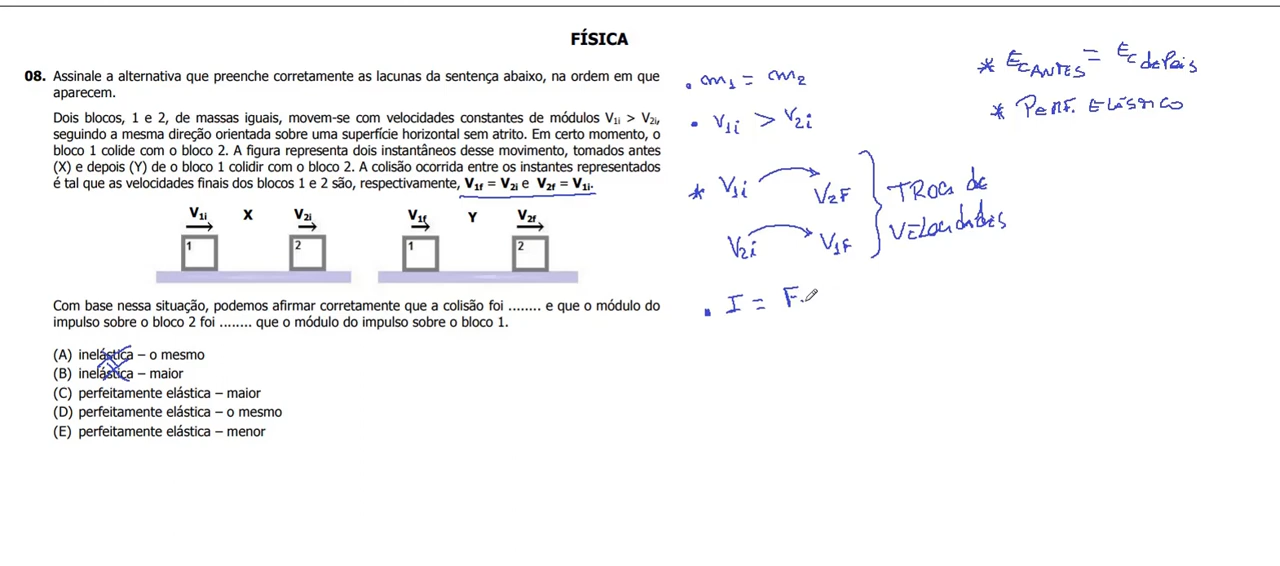 FÍSICA
08. Assinale a alternativa que preenche corretamente as lacunas da sentença abaixo, na ordem em que
aparecem.
Dois blocos, 1 e 2, de massas iguais, movem-se com velocidades constantes de módulos V1i > V2i,
seguindo a mesma direção orientada sobre uma superfície horizontal sem atrito. Em certo momento, o
bloco 1 colide com o bloco 2. A figura representa dois instantâneos desse movimento, tomados antes
(X) e depois (Y) de o bloco 1 colidir com o bloco 2. A colisão ocorrida entre os instantes representados
é tal que as velocidades finais dos blocos 1 e 2 são, respectivamente, V1f = V2i e V2f = V1i.
V1i X V2i V1f Y V2f
1 2 1 2
Com base nessa situação, podemos afirmar corretamente que a colisão foi ........ e que o módulo do
impulso sobre o bloco 2 foi ........ que o módulo do impulso sobre o bloco 1.
(A) inelástica – o mesmo
(B) inelástica – maior
(C) perfeitamente elástica – maior
(D) perfeitamente elástica – o mesmo
(E) perfeitamente elástica – menor
. m1 = m2
. V1i > V2i
* V1i V2F
V2i V1F
TROCA de
VELOCIDADES
. I = F.
* EC ANTES = EC dePois
* PERF. ELÁSTICO